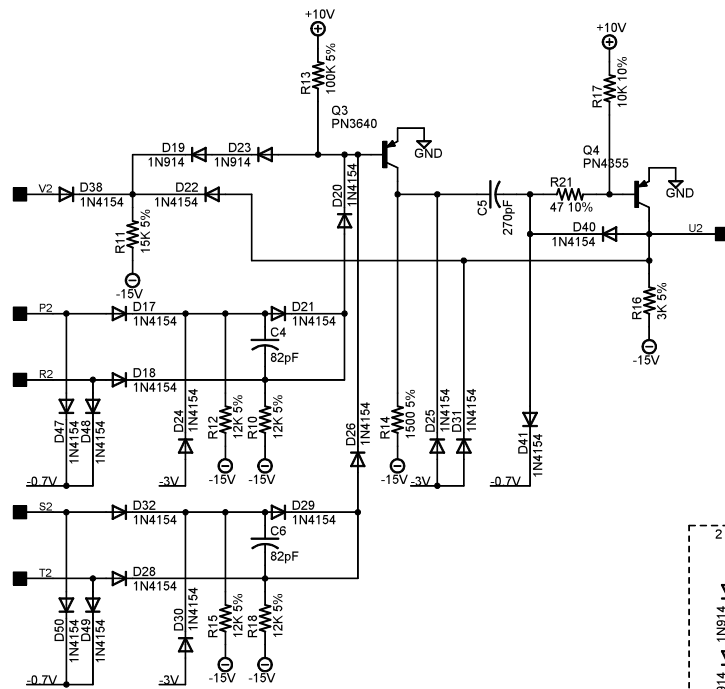 +10V
+10V
R13
100K 5%
R17
10K 10%
Q3
PN3640
Q4
PN4355
D19
1N914
D23
1N914
GND
GND
V2
D38
1N4154
D22
1N4154
D20
1N4154
C5
270pF
R21
47 10%
R11
15K 5%
D40
1N4154
U2
-15V
R16
3K 5%
-15V
P2
D17
1N4154
D21
1N4154
C4
82pF
R2
D18
1N4154
D47
1N4154
D48
1N4154
D24
1N4154
R12
12K 5%
R10
12K 5%
D26
1N4154
R14
1500 5%
D25
1N4154
D31
1N4154
D41
1N4154
-0.7V
-3V
-15V
-15V
-15V
-3V
-0.7V
S2
D32
1N4154
D29
1N4154
C6
82pF
T2
D28
1N4154
D50
1N4154
D49
1N4154
D30
1N4154
R15
12K 5%
R18
12K 5%
-0.7V
-3V
-15V
-15V
2
1N914
914